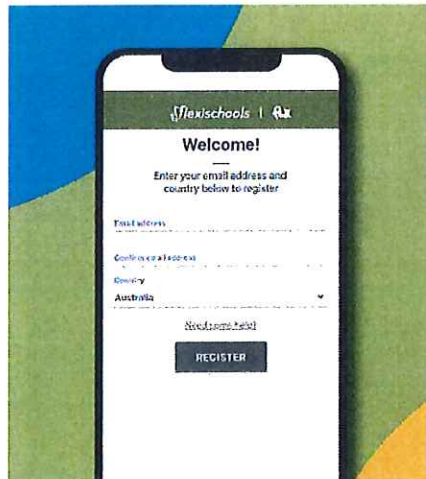 flexischools |
Welcome!
Enter your email address and
country below to register
Email address
Confirm email address
Country
Australia
REGISTER